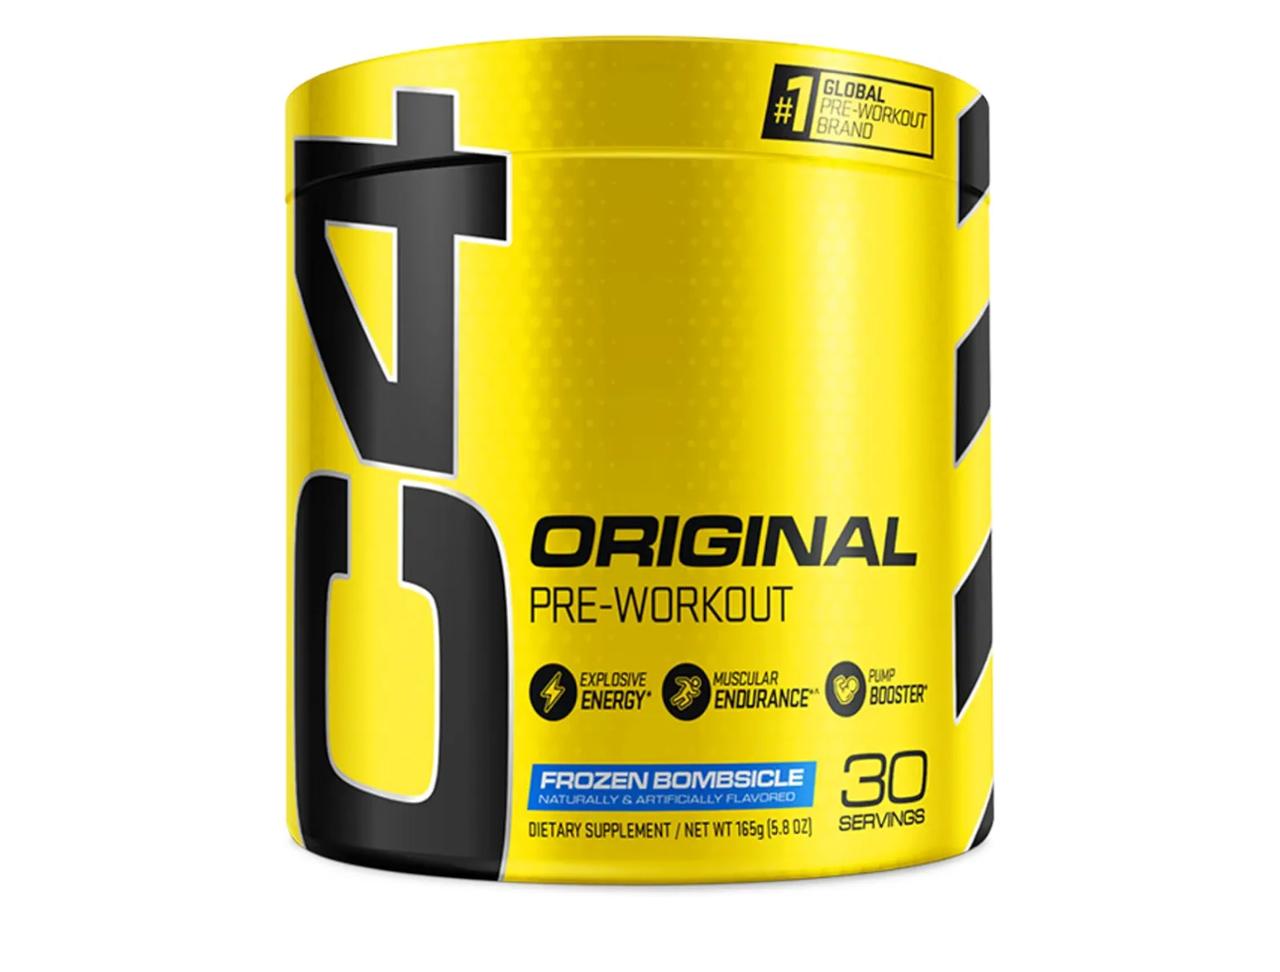 #1 GLOBAL
PRE-WORKOUT
BRAND
C4
ORIGINAL
PRE-WORKOUT
EXPLOSIVE
ENERGY*
MUSCULAR
ENDURANCE*^
PUMP
BOOSTER*
FROZEN BOMBSICLE
NATURALLY & ARTIFICIALLY FLAVORED
30
SERVINGS
DIETARY SUPPLEMENT / NET WT 165g (5.8 OZ)